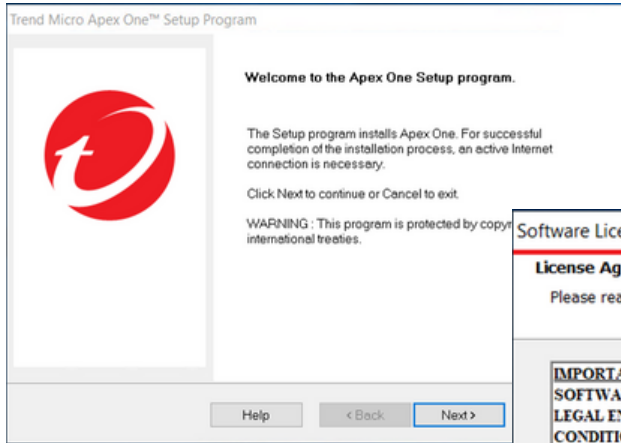 Trend Micro Apex One™ Setup Program
Welcome to the Apex One Setup program.
The Setup program installs Apex One. For successful
completion of the installation process, an active Internet
connection is necessary.
Click Next to continue or Cancel to exit.
WARNING : This program is protected by copyr
international treaties.
Help
< Back
Next >
Software Lice
License Ag
Please rea
IMPORTA
SOFTWA
LEGAL EN
CONDITIO